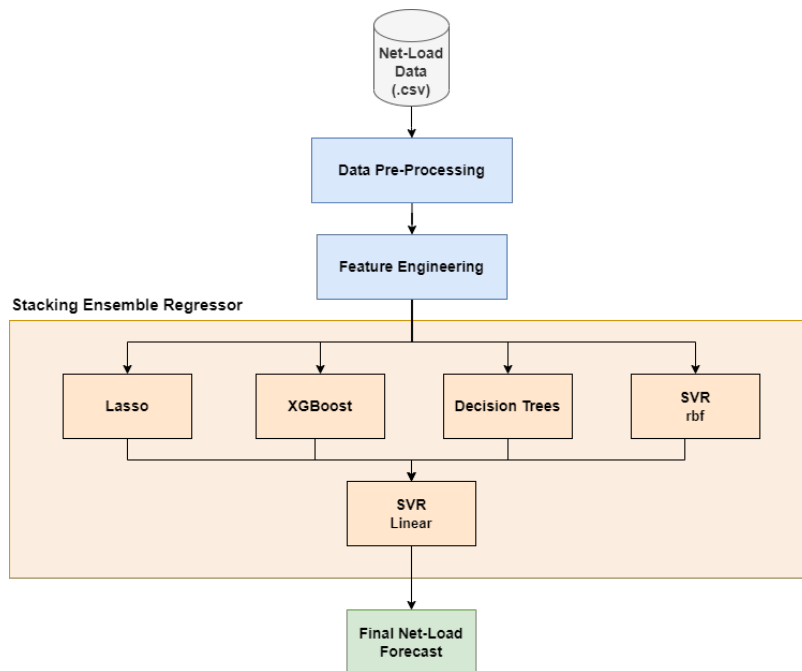 Net-Load
Data
(.csv)
Data Pre-Processing
Feature Engineering
Stacking Ensemble Regressor
Lasso
XGBoost
Decision Trees
SVR
rbf
SVR
Linear
Final Net-Load
Forecast